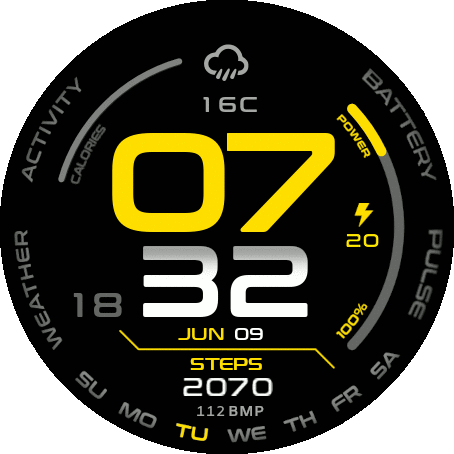 16C
ACTIVITY
CALORIES
BATTERY
POWER
07
20
WEATHER
PULSE
32
18
100%
JUN 09
STEPS
2070
112 BMP
SU MO TU WE TH FR SA